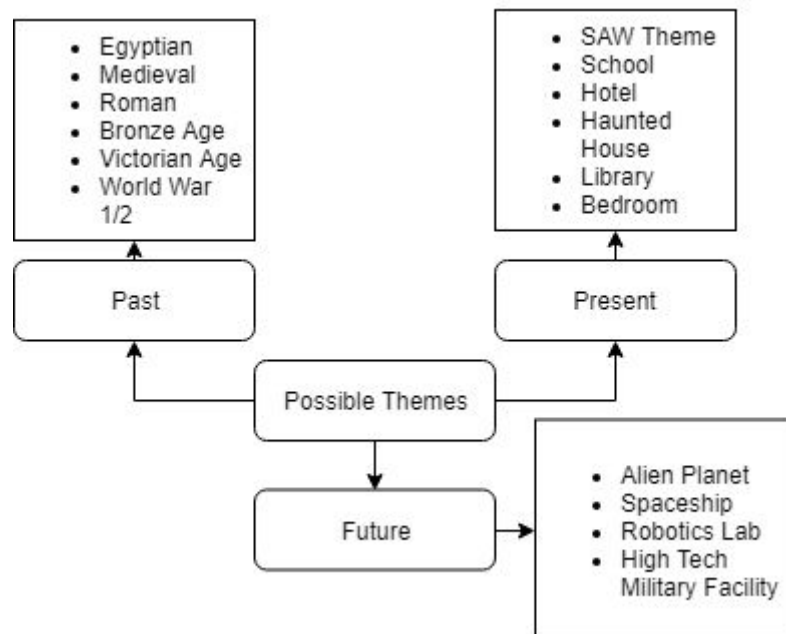 • Egyptian
• Medieval
• Roman
• Bronze Age
• Victorian Age
• World War
1/2
• SAW Theme
• School
• Hotel
• Haunted
House
• Library
• Bedroom
Past
Present
Possible Themes
Future
• Alien Planet
• Spaceship
• Robotics Lab
• High Tech
Military Facility